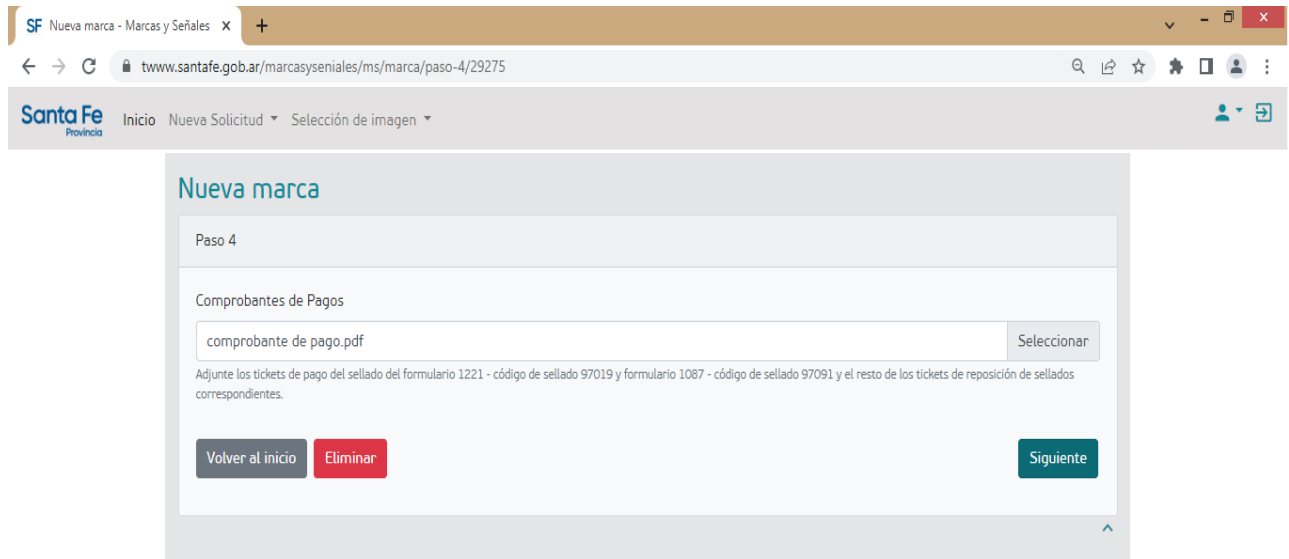 SF Nueva marca - Marcas y Señales
twww.santafe.gob.ar/marcasyseniales/ms/marca/paso-4/29275
Santa Fe
Provincia
Inicio Nueva Solicitud Selección de imagen
Nueva marca
Paso 4
Comprobantes de Pagos
comprobante de pago.pdf Seleccionar
Adjunte los tickets de pago del sellado del formulario 1221 - código de sellado 97019 y formulario 1087 - código de sellado 97091 y el resto de los tickets de reposición de sellados
correspondientes.
Volver al inicio Eliminar Siguiente